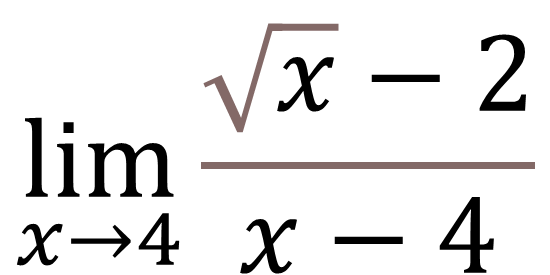 lim x→4 (√x − 2)/(x − 4)